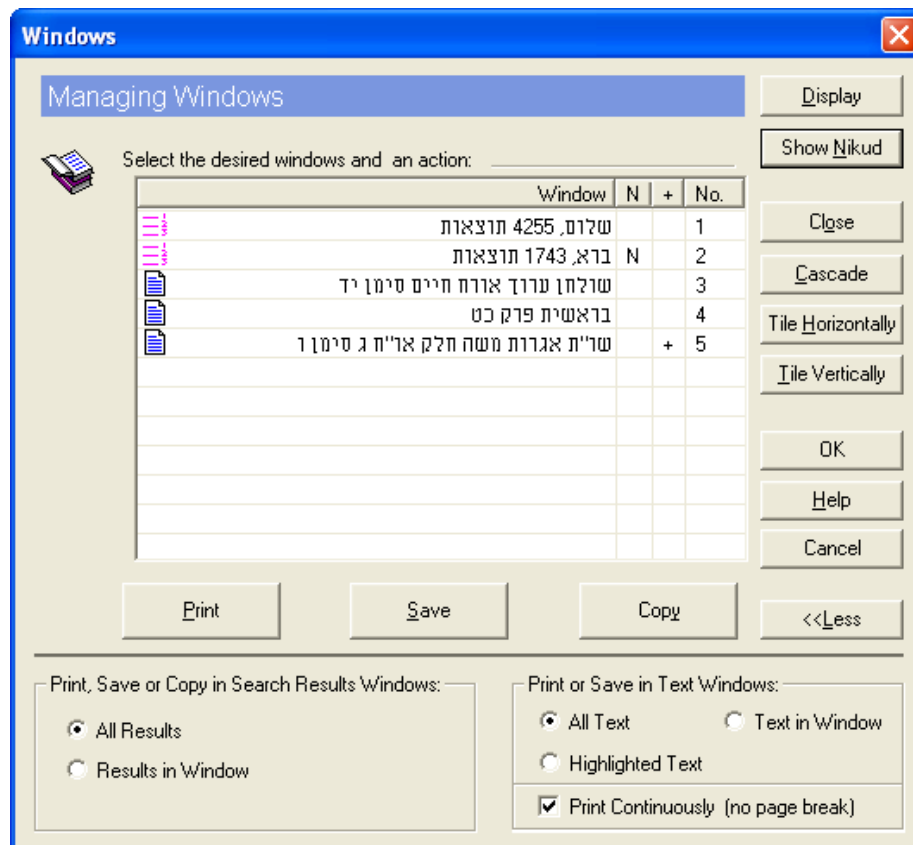 Windows
Managing Windows
Display
Select the desired windows and an action:
Show Nikud
Window N + No.
שלום, 4255 תוצאות 1
ברא, 1743 תוצאות N 2
שולחן ערוך אורח חיים סימן יד 3
בראשית פרק כט 4
שו"ת אגרות משה חלק או"ח ג סימן ו + 5
Close
Cascade
Tile Horizontally
Tile Vertically
OK
Help
Cancel
Print Save Copy
<<Less
Print, Save or Copy in Search Results Windows:
All Results
Results in Window
Print or Save in Text Windows:
All Text Text in Window
Highlighted Text
Print Continuously (no page break)